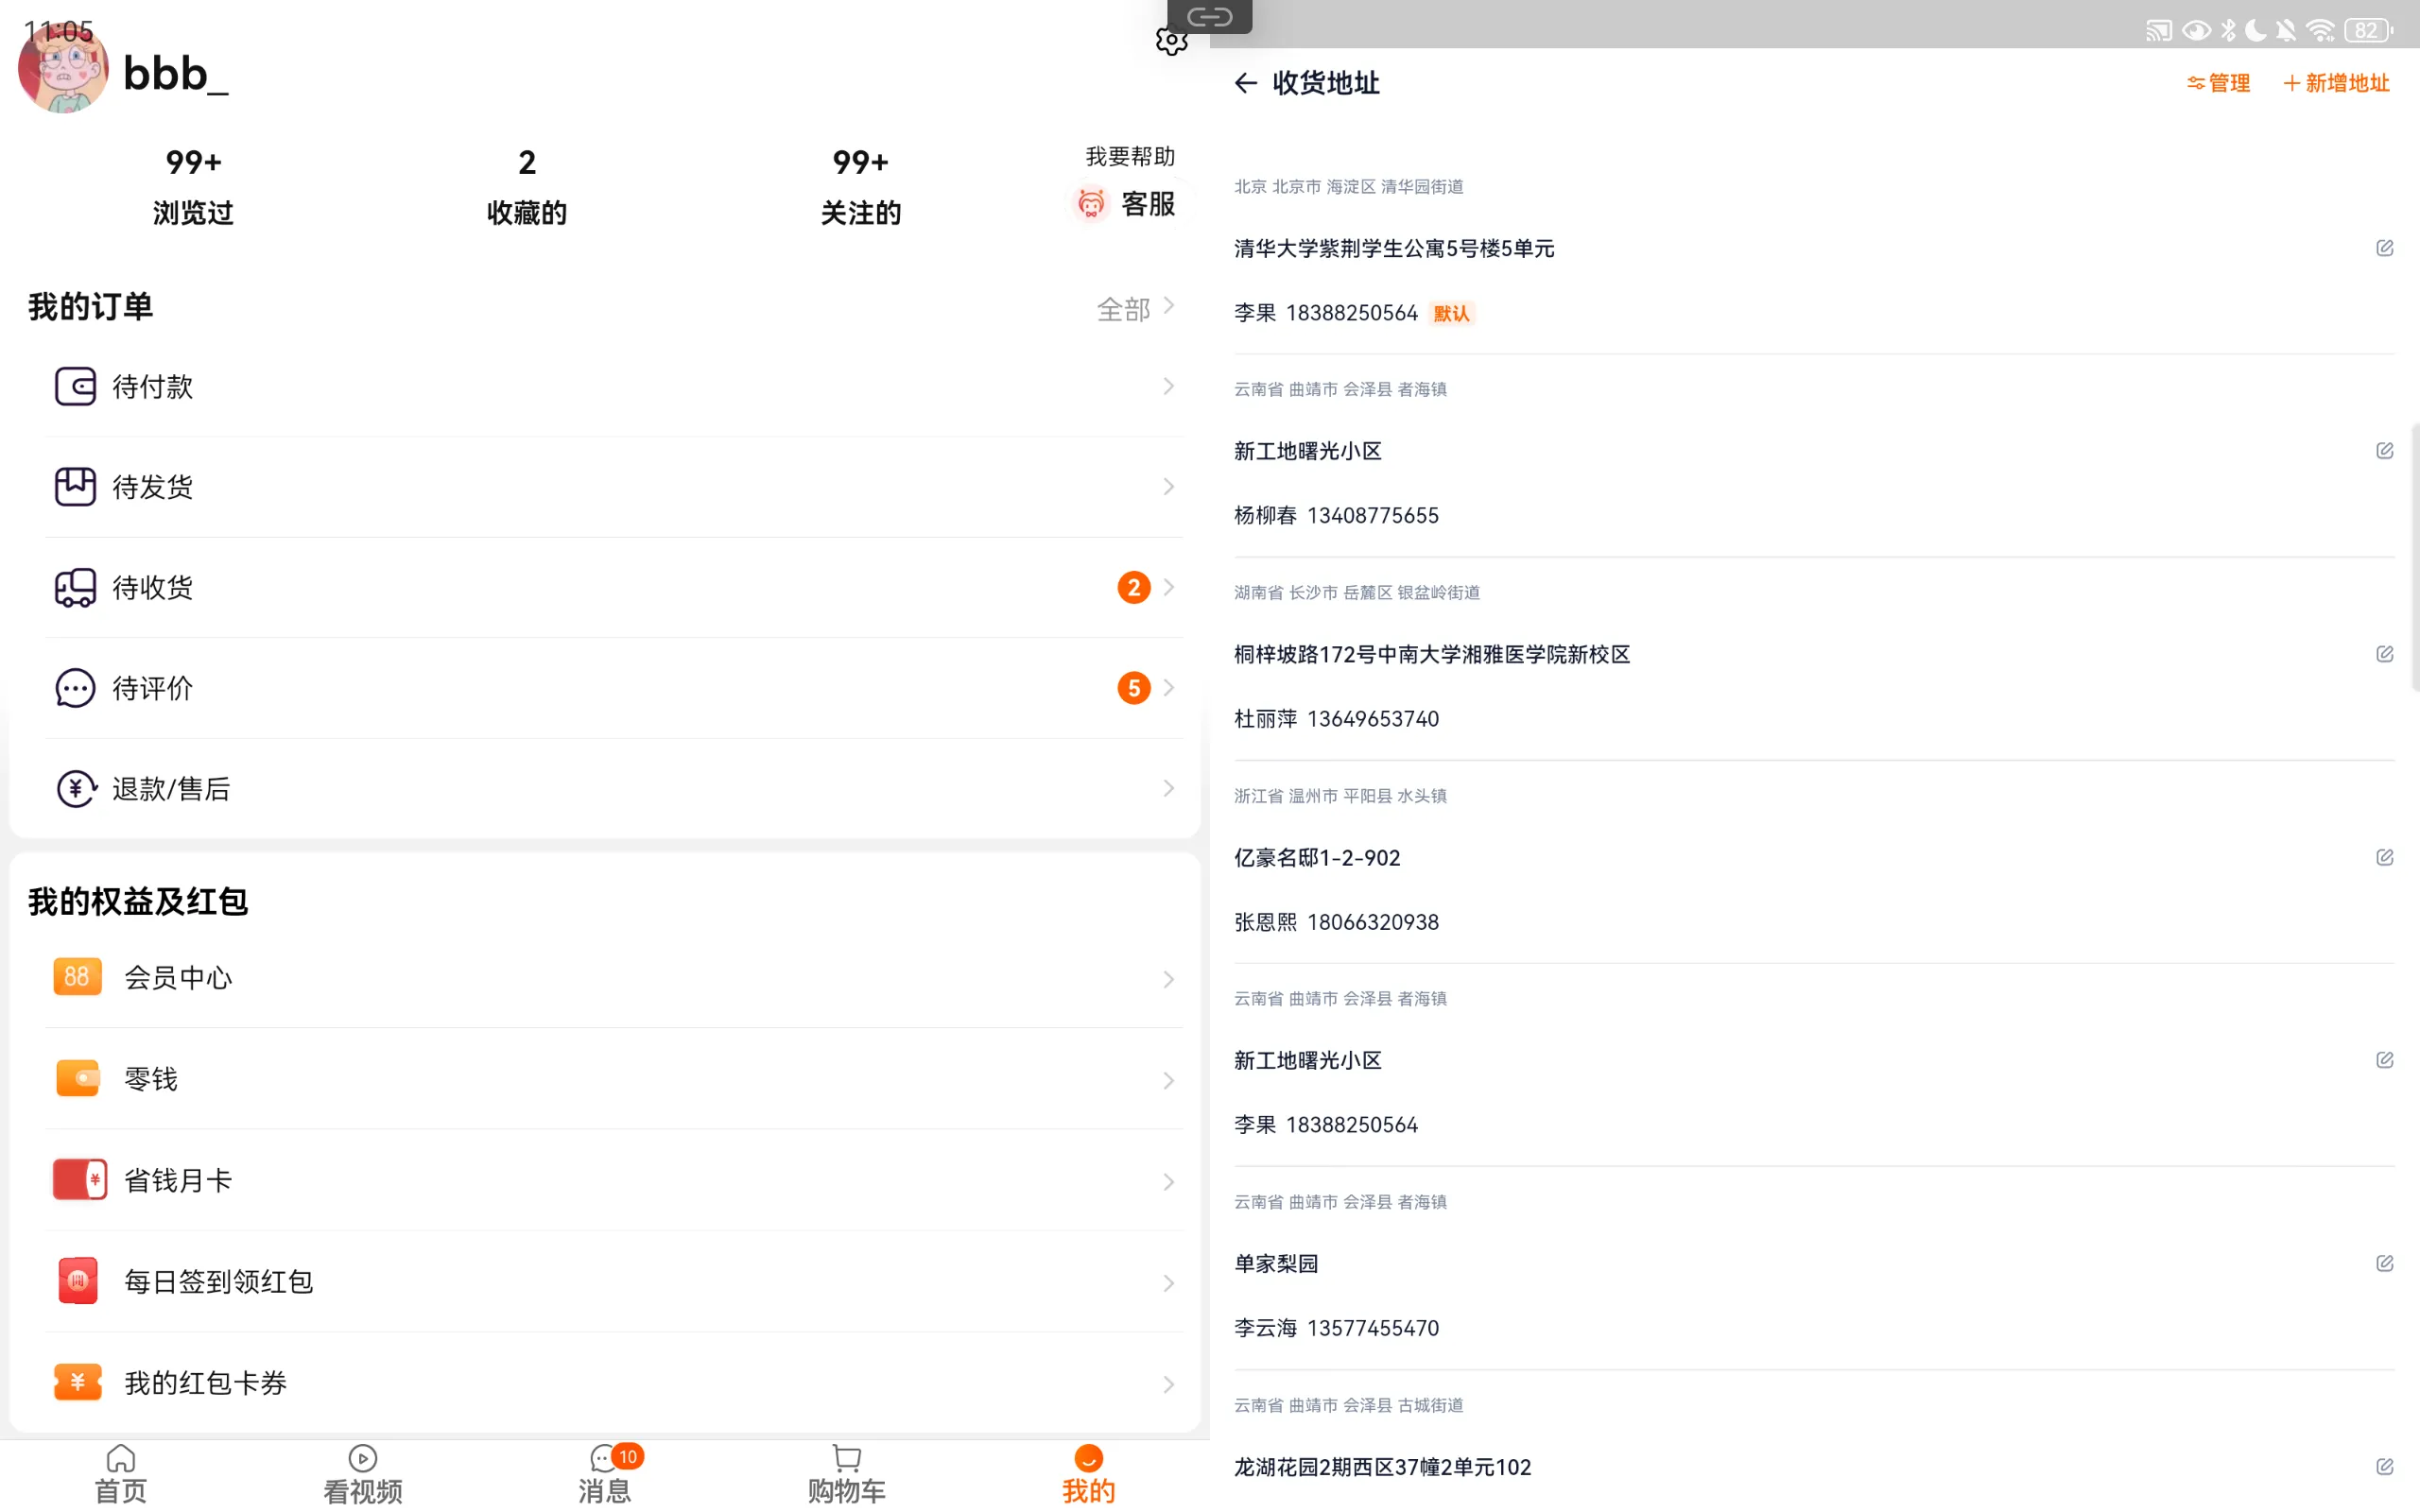 11:05
bbb_
99+
浏览过
2
收藏的
99+
关注的
我要帮助
客服
我的订单
全部
待付款
待发货
待收货
2
待评价
5
退款/售后
我的权益及红包
88
会员中心
零钱
省钱月卡
每日签到领红包
我的红包卡券
首页
看视频
消息
10
购物车
我的
82
收货地址
管理
新增地址
北京 北京市 海淀区 清华园街道
清华大学紫荆学生公寓5号楼5单元
李果 18388250564 默认
云南省 曲靖市 会泽县 者海镇
新工地曙光小区
杨柳春 13408775655
湖南省 长沙市 岳麓区 银盆岭街道
桐梓坡路172号中南大学湘雅医学院新校区
杜丽萍 13649653740
浙江省 温州市 平阳县 水头镇
亿豪名邸1-2-902
张恩熙 18066320938
云南省 曲靖市 会泽县 者海镇
新工地曙光小区
李果 18388250564
云南省 曲靖市 会泽县 者海镇
单家梨园
李云海 13577455470
云南省 曲靖市 会泽县 古城街道
龙湖花园2期西区37幢2单元102